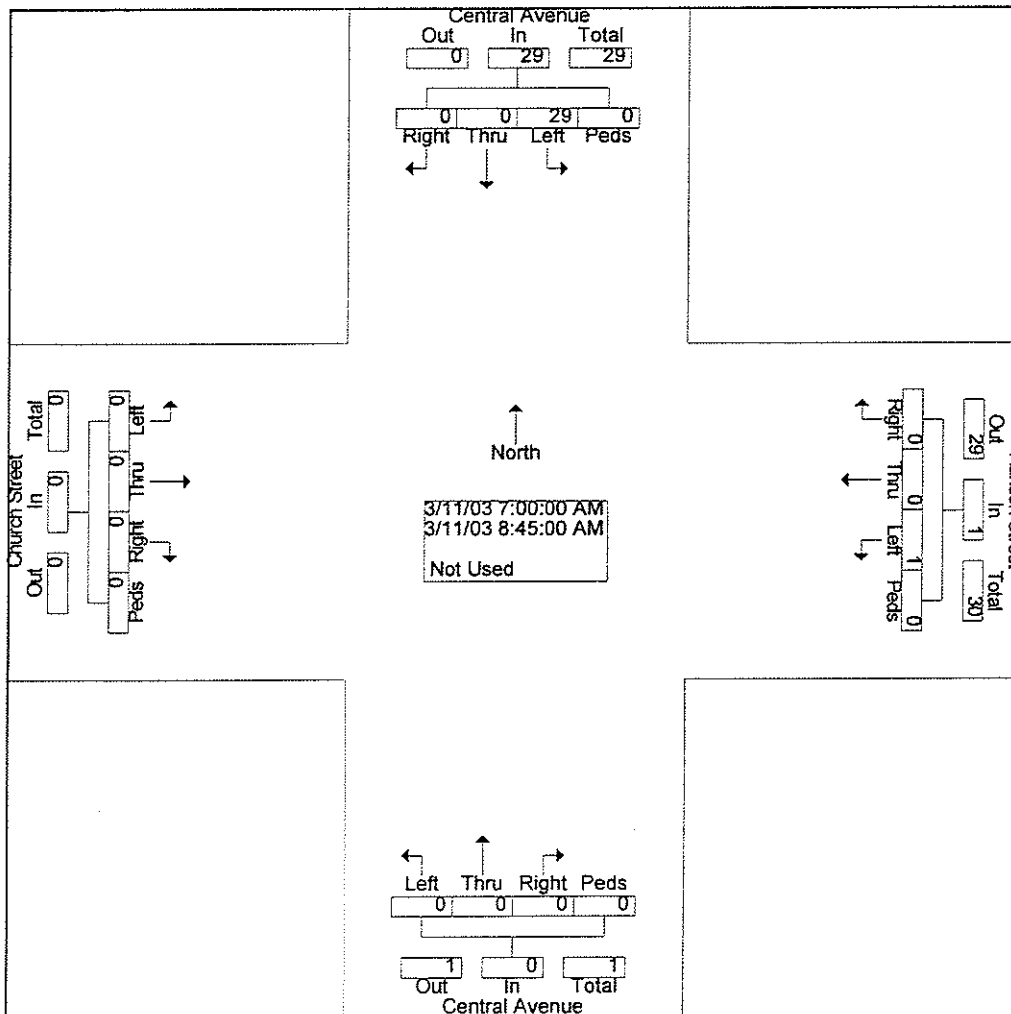 Central Avenue
Out In Total
0 29 29
0 0 29 0
Right Thru Left Peds
Church Street
Total In Out
0 0 0
0 0 0 0
Left Thru Right Peds
North
3/11/03 7:00:00 AM
3/11/03 8:45:00 AM
Not Used
Right Thru Left Peds
0 0 1 0
29 1 30
Out In Total
Left Thru Right Peds
0 0 0 0
1 0 1
Out In Total
Central Avenue